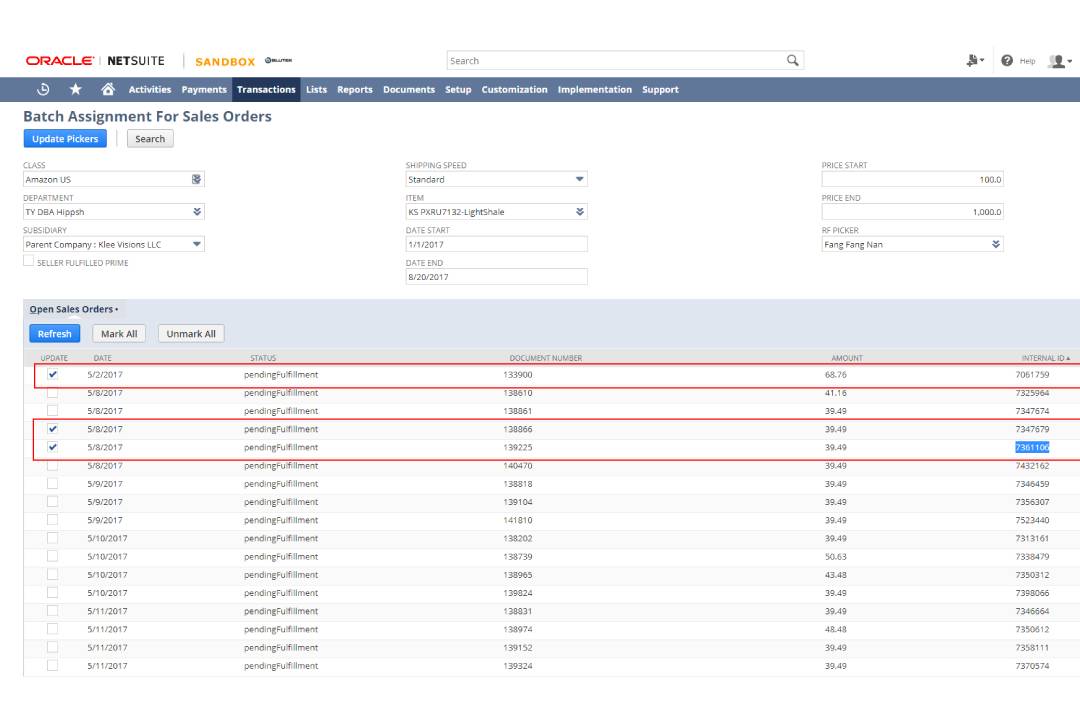 ORACLE NETSUITE SANDBOX Search Help
Activities Payments Transactions Lists Reports Documents Setup Customization Implementation Support
Batch Assignment For Sales Orders
Update Pickers Search
CLASS SHIPPING SPEED PRICE START
Amazon US Standard 100.0
DEPARTMENT ITEM PRICE END
TY DBA Hippsh KS PXRU7132-LightShale 1,000.0
SUBSIDIARY DATE START RF PICKER
Parent Company : Klee Visions LLC 1/1/2017 Fang Fang Nan
SELLER FULFILLED PRIME DATE END
8/20/2017
Open Sales Orders •
Refresh Mark All Unmark All
UPDATE DATE STATUS DOCUMENT NUMBER AMOUNT INTERNAL ID ▲
5/2/2017 pendingFulfillment 133900 68.76 7061759
5/8/2017 pendingFulfillment 138610 41.16 7325964
5/8/2017 pendingFulfillment 138861 39.49 7347674
5/8/2017 pendingFulfillment 138866 39.49 7347679
5/8/2017 pendingFulfillment 139225 39.49 7361106
5/8/2017 pendingFulfillment 140470 39.49 7432162
5/9/2017 pendingFulfillment 138818 39.49 7346459
5/9/2017 pendingFulfillment 139104 39.49 7356307
5/9/2017 pendingFulfillment 141810 39.49 7523440
5/10/2017 pendingFulfillment 138202 39.49 7313161
5/10/2017 pendingFulfillment 138739 50.63 7338479
5/10/2017 pendingFulfillment 138965 43.48 7350312
5/10/2017 pendingFulfillment 139824 39.49 7398066
5/11/2017 pendingFulfillment 138831 39.49 7346664
5/11/2017 pendingFulfillment 138974 48.48 7350612
5/11/2017 pendingFulfillment 139152 39.49 7358111
5/11/2017 pendingFulfillment 139324 39.49 7370574